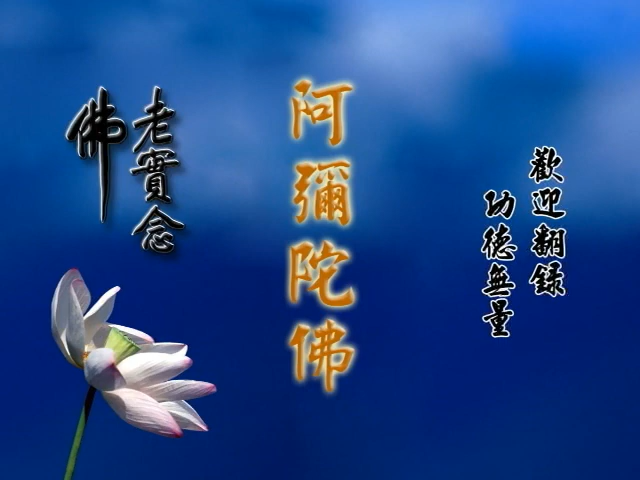 歡迎翻録
功德無量
阿彌陀佛
老實念
佛